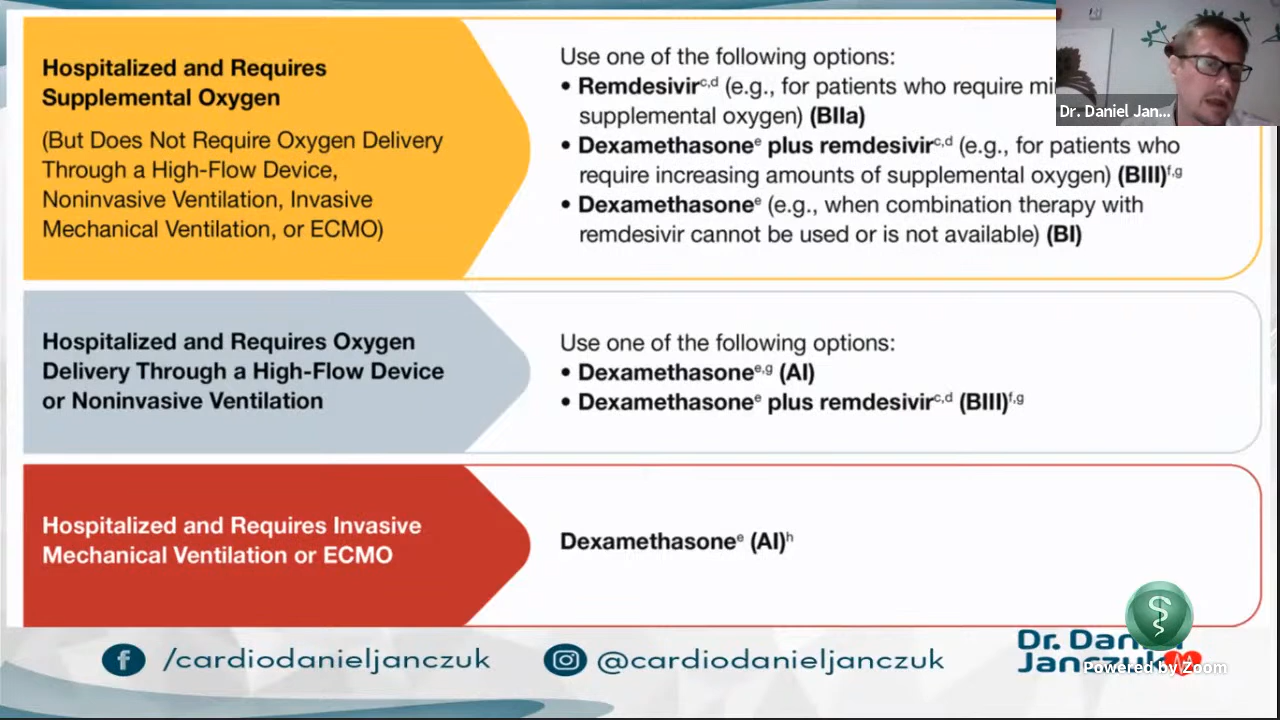 Hospitalized and Requires
Supplemental Oxygen
(But Does Not Require Oxygen Delivery
Through a High-Flow Device,
Noninvasive Ventilation, Invasive
Mechanical Ventilation, or ECMO)
Use one of the following options:
• Remdesivirc,d (e.g., for patients who require
supplemental oxygen) (BIIa)
• Dexamethasonee plus remdesivirc,d (e.g., for patients who
require increasing amounts of supplemental oxygen) (BIII)f,g
• Dexamethasonee (e.g., when combination therapy with
remdesivir cannot be used or is not available) (BI)
Dr. Daniel Jan...
Hospitalized and Requires Oxygen
Delivery Through a High-Flow Device
or Noninvasive Ventilation
Use one of the following options:
• Dexamethasonee,g (AI)
• Dexamethasonee plus remdesivirc,d (BIII)f,g
Hospitalized and Requires Invasive
Mechanical Ventilation or ECMO
Dexamethasonee (AI)h
/cardiodanieljanczuk
@cardiodanieljanczuk
Dr.
Powered by Zoom